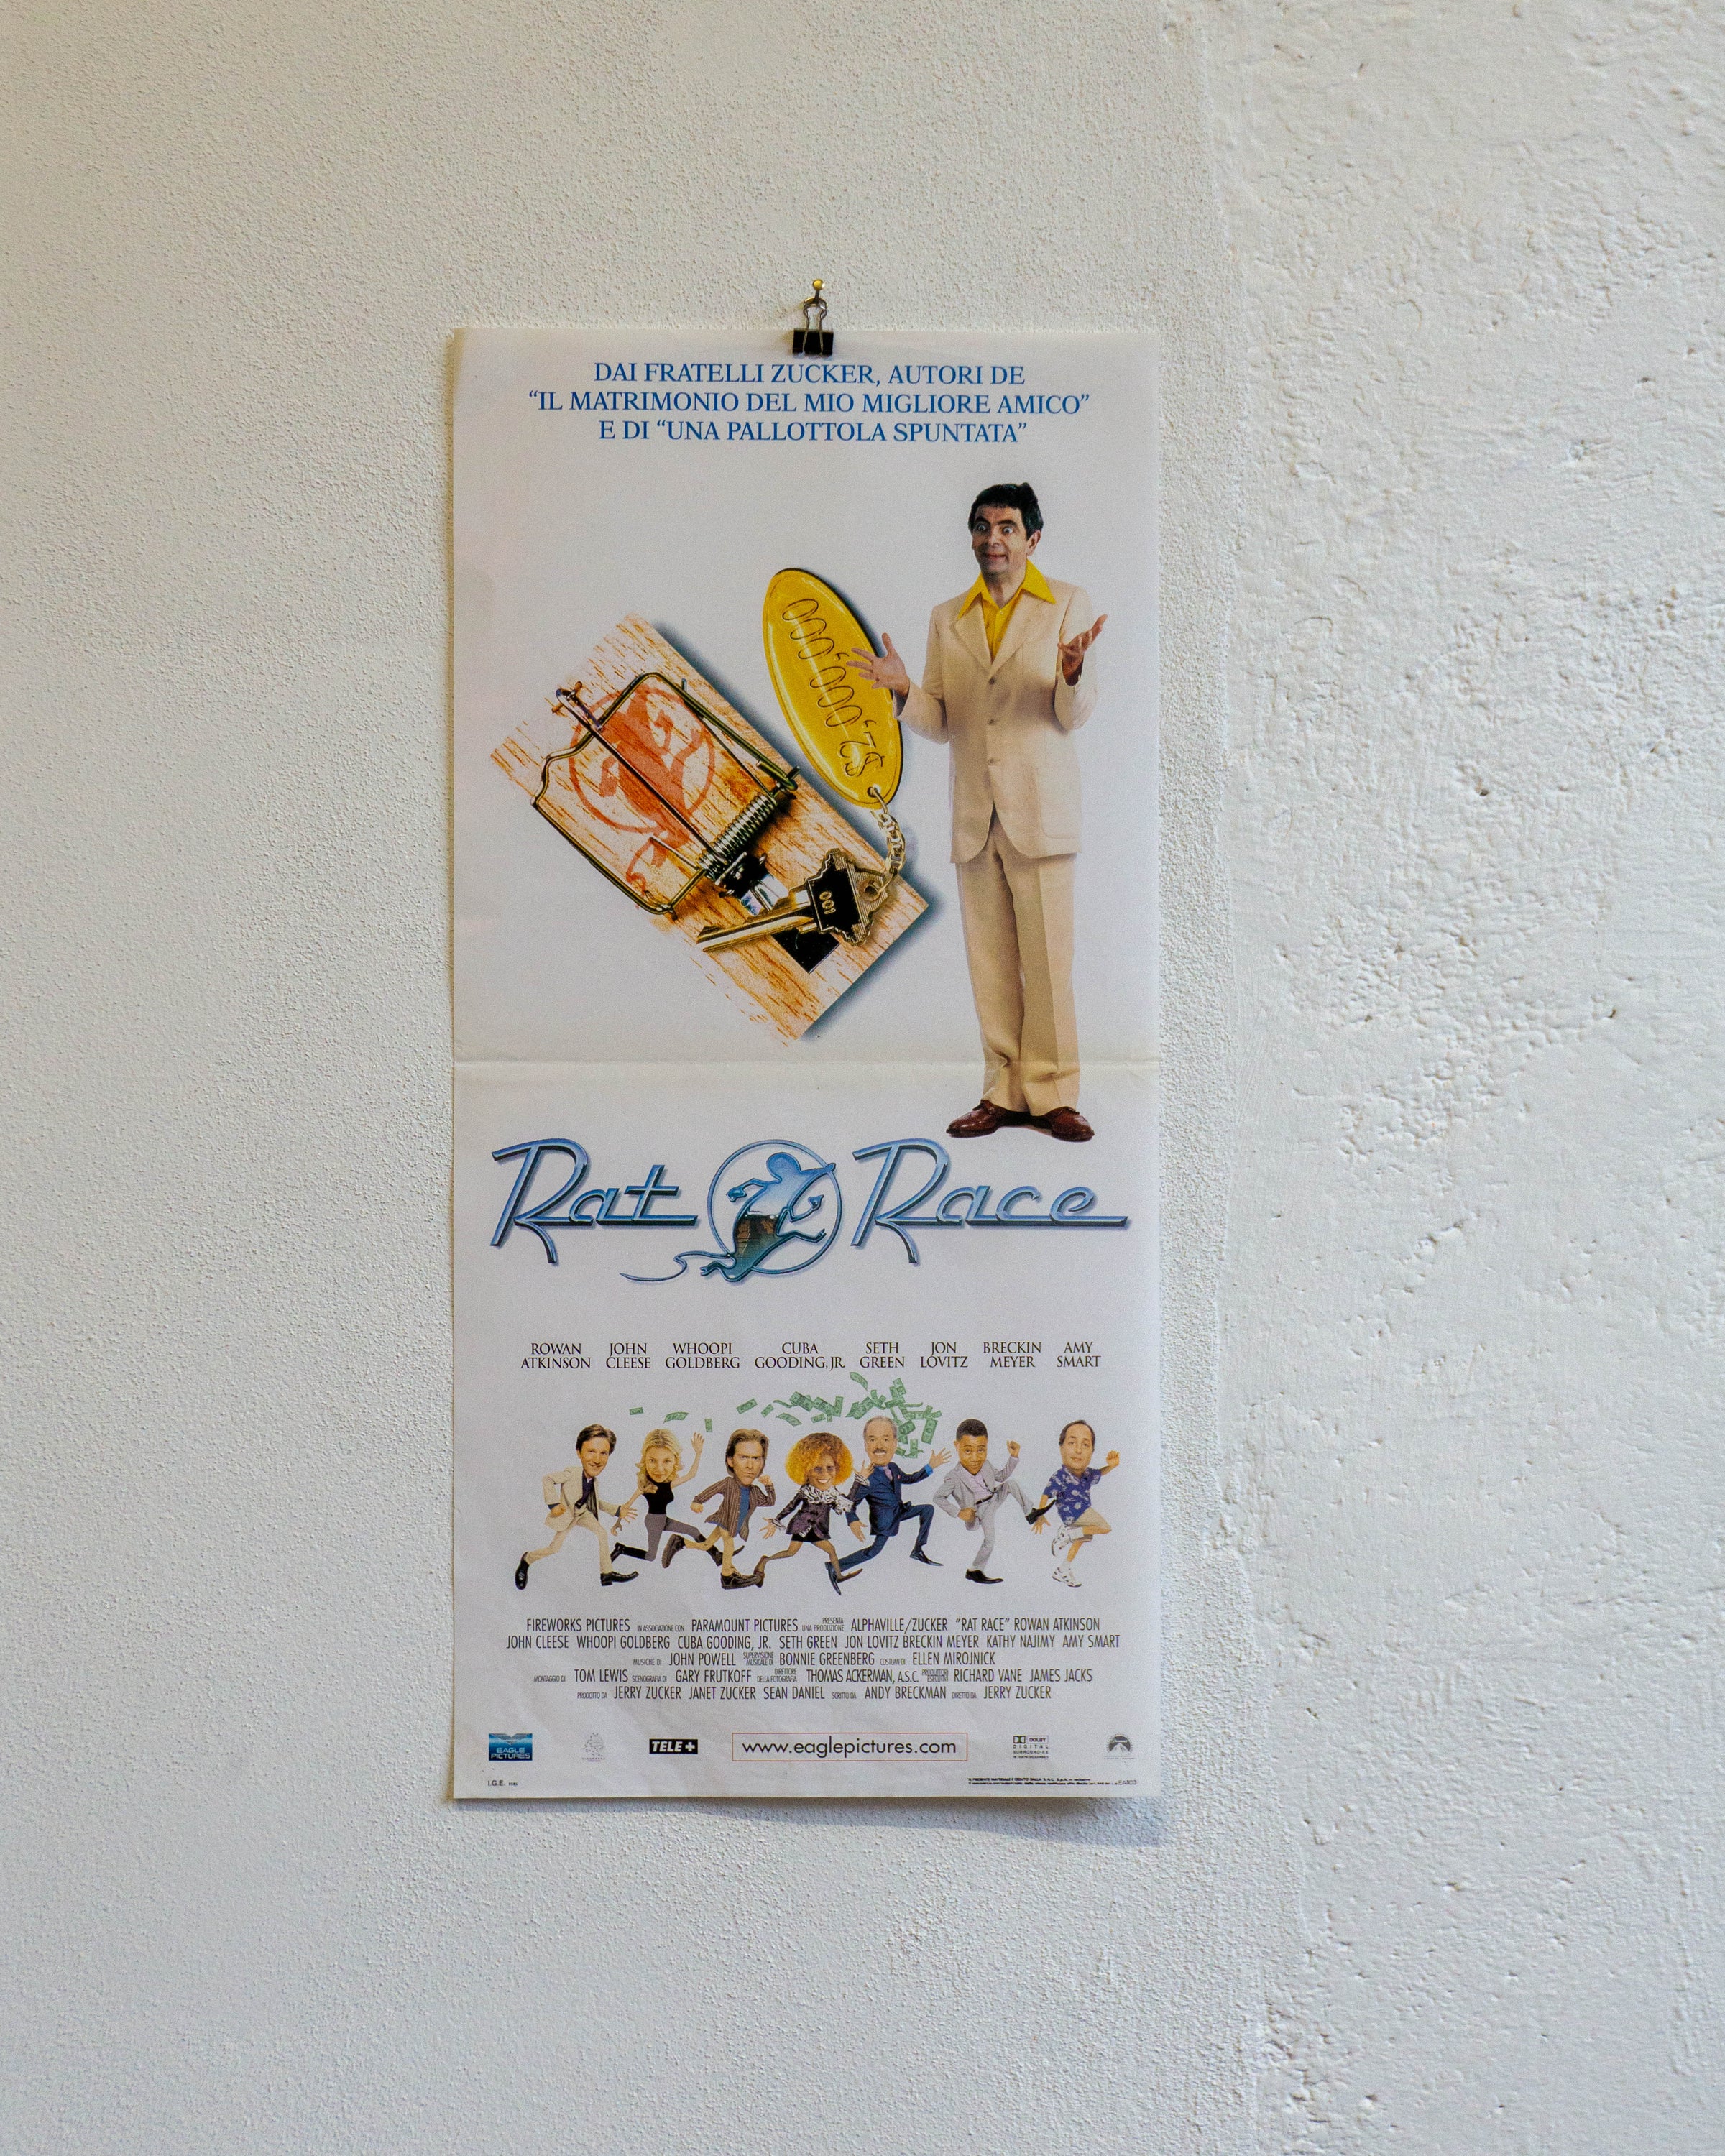 DAI FRATELLI ZUCKER, AUTORI DE
“IL MATRIMONIO DEL MIO MIGLIORE AMICO”
E DI “UNA PALLOTTOLA SPUNTATA”
$2,000,000
001
Rat Race
ROWAN ATKINSON JOHN CLEESE WHOOPI GOLDBERG CUBA GOODING, JR. SETH GREEN JON LOVITZ BRECKIN MEYER AMY SMART
FIREWORKS PICTURES IN ASSOCIAZIONE CON PARAMOUNT PICTURES PRESENTA UNA PRODUZIONE ALPHAVILLE/ZUCKER “RAT RACE” ROWAN ATKINSON
JOHN CLEESE WHOOPI GOLDBERG CUBA GOODING, JR. SETH GREEN JON LOVITZ BRECKIN MEYER KATHY NAJIMY AMY SMART
MUSICHE DI JOHN POWELL SUPERVISIONE MUSICALE DI BONNIE GREENBERG COSTUMI DI ELLEN MIROJNICK
MONTAGGIO DI TOM LEWIS SCENOGRAFIA DI GARY FRUTKOFF DIRETTORE DELLA FOTOGRAFIA THOMAS ACKERMAN, A.S.C. PRODUTTORI ESECUTIVI RICHARD VANE JAMES JACKS
PRODOTTO DA JERRY ZUCKER JANET ZUCKER SEAN DANIEL SCRITTO DA ANDY BRECKMAN DIRETTO DA JERRY ZUCKER
EAGLE PICTURES TELE+ www.eaglepictures.com DOLBY DIGITAL
I.G.E.